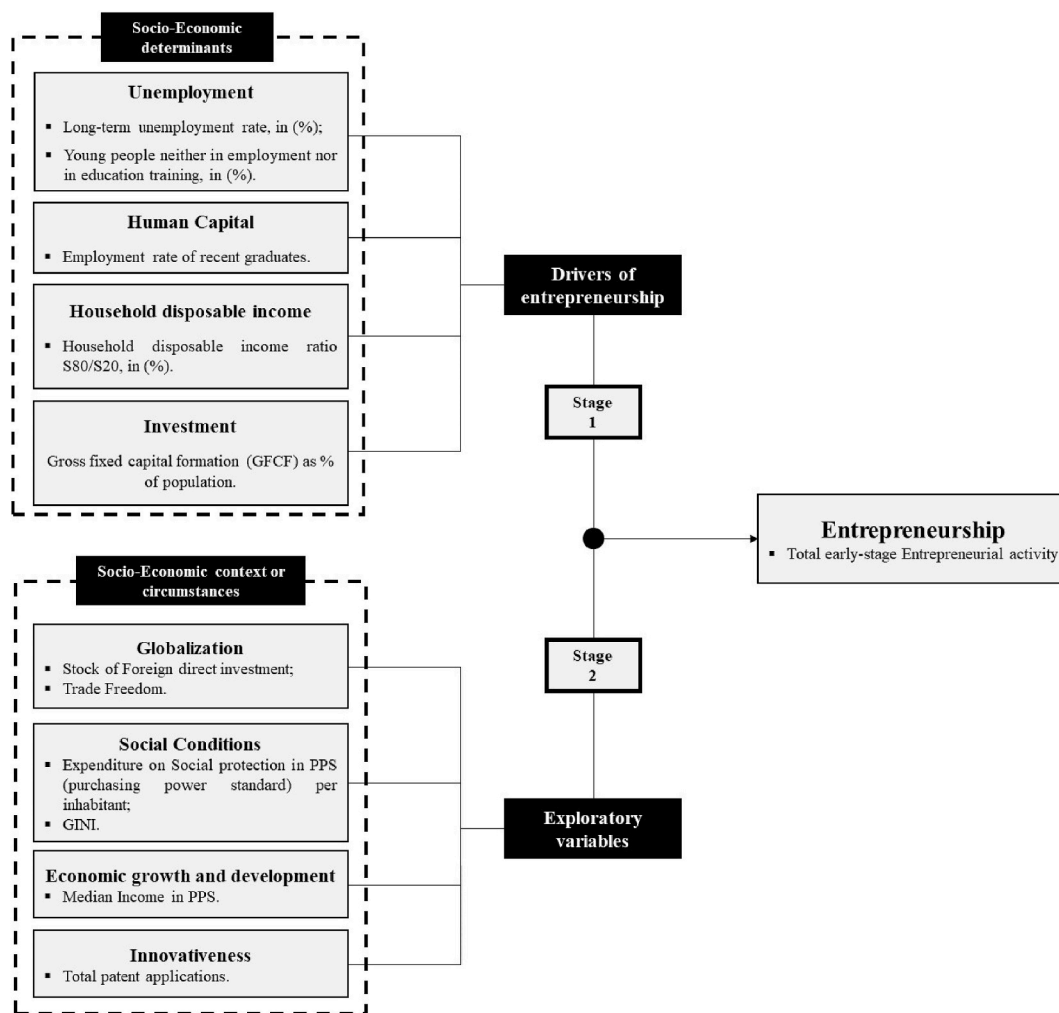 Socio-Economic
determinants
Unemployment
▪ Long-term unemployment rate, in (%);
▪ Young people neither in employment nor
in education training, in (%).
Human Capital
▪ Employment rate of recent graduates.
Household disposable income
▪ Household disposable income ratio
S80/S20, in (%).
Investment
Gross fixed capital formation (GFCF) as %
of population.
Drivers of
entrepreneurship
Stage
1
Entrepreneurship
▪ Total early-stage Entrepreneurial activity
Socio-Economic context or
circumstances
Globalization
▪ Stock of Foreign direct investment;
▪ Trade Freedom.
Social Conditions
▪ Expenditure on Social protection in PPS
(purchasing power standard) per
inhabitant;
▪ GINI.
Economic growth and development
▪ Median Income in PPS.
Innovativeness
▪ Total patent applications.
Stage
2
Exploratory
variables